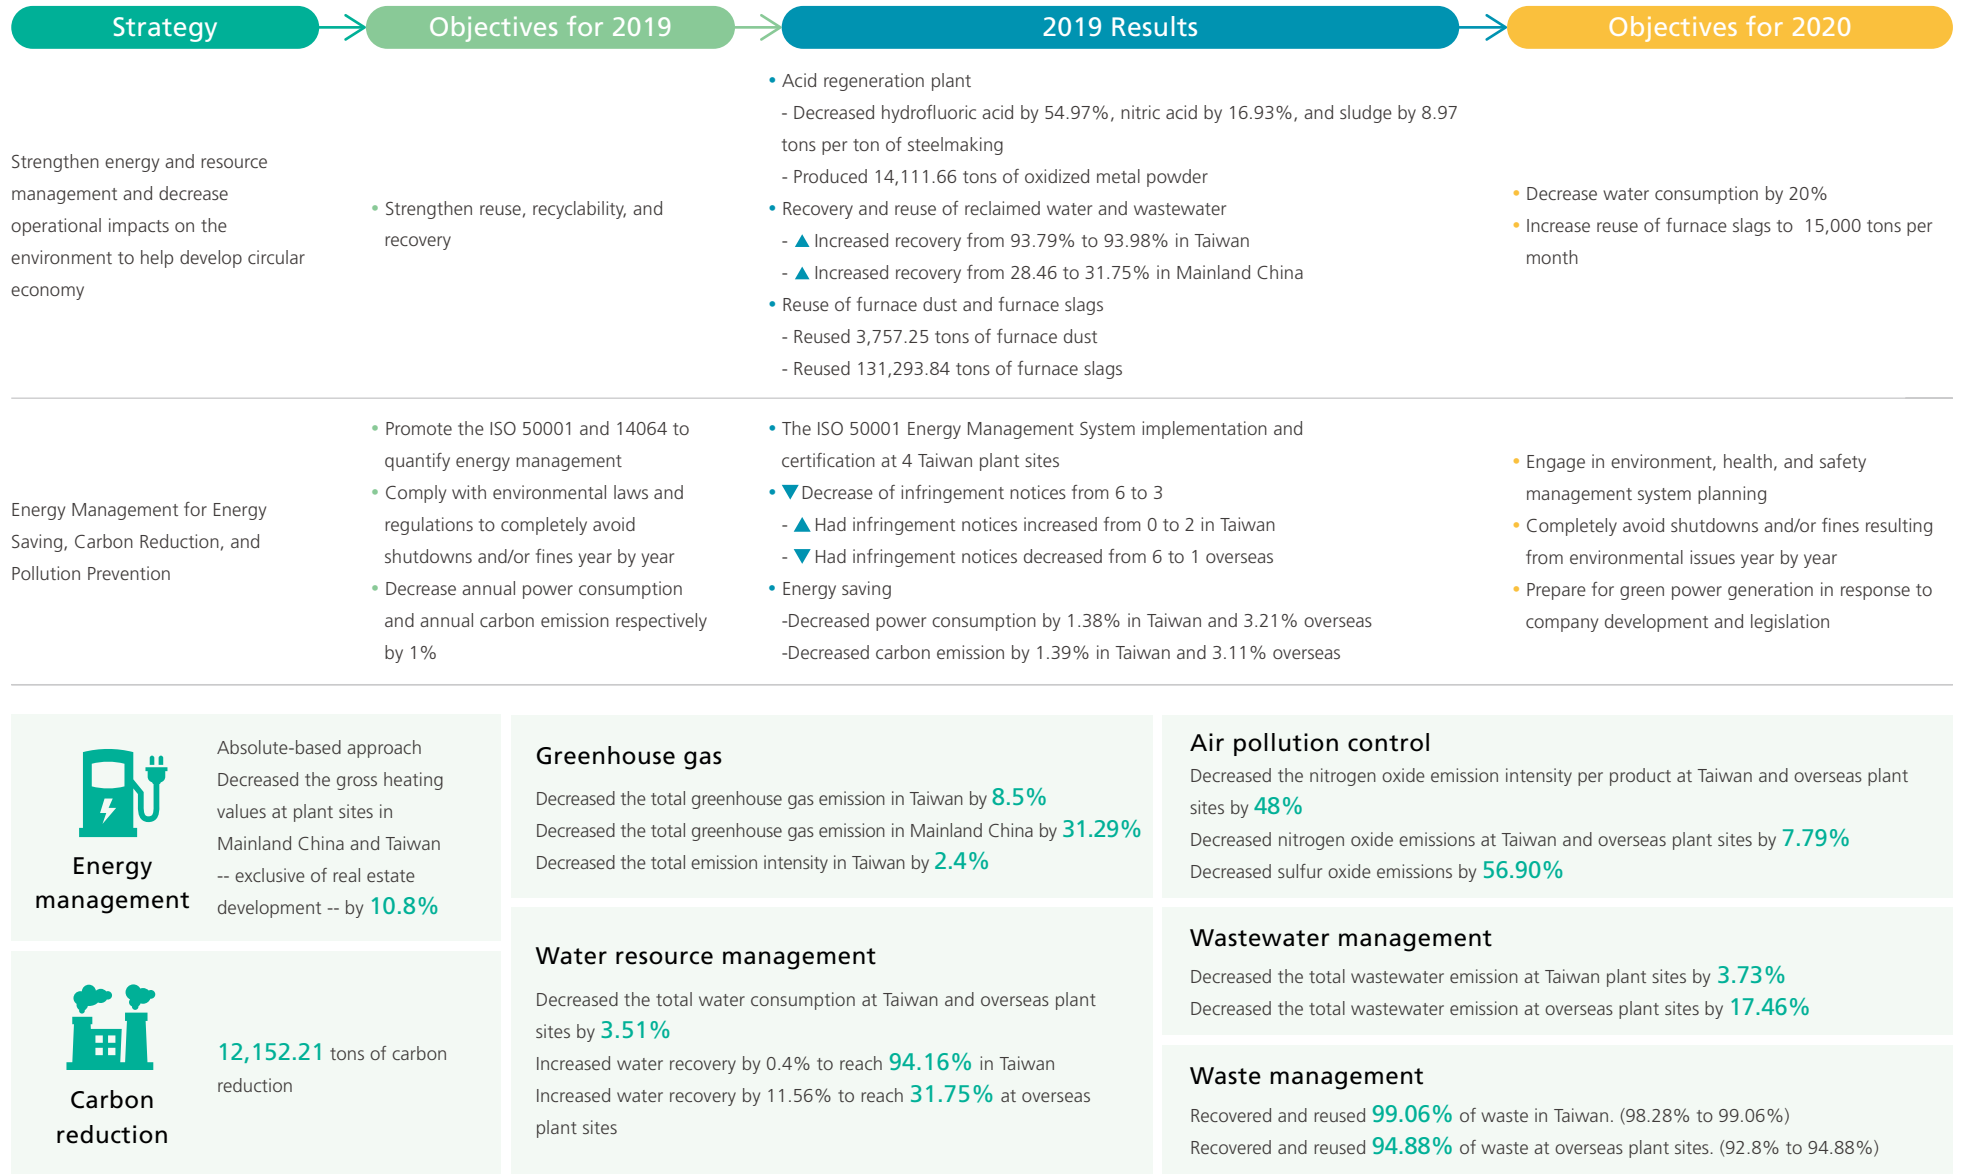 Strategy
Objectives for 2019
2019 Results
Objectives for 2020
Strengthen energy and resource
management and decrease
operational impacts on the
environment to help develop circular
economy
• Strengthen reuse, recyclability, and
recovery
• Acid regeneration plant
- Decreased hydrofluoric acid by 54.97%, nitric acid by 16.93%, and sludge by 8.97
tons per ton of steelmaking
- Produced 14,111.66 tons of oxidized metal powder
• Recovery and reuse of reclaimed water and wastewater
- ▲ Increased recovery from 93.79% to 93.98% in Taiwan
- ▲ Increased recovery from 28.46 to 31.75% in Mainland China
• Reuse of furnace dust and furnace slags
- Reused 3,757.25 tons of furnace dust
- Reused 131,293.84 tons of furnace slags
• Decrease water consumption by 20%
• Increase reuse of furnace slags to 15,000 tons per
month
Energy Management for Energy
Saving, Carbon Reduction, and
Pollution Prevention
• Promote the ISO 50001 and 14064 to
quantify energy management
• Comply with environmental laws and
regulations to completely avoid
shutdowns and/or fines year by year
• Decrease annual power consumption
and annual carbon emission respectively
by 1%
• The ISO 50001 Energy Management System implementation and
certification at 4 Taiwan plant sites
• ▼Decrease of infringement notices from 6 to 3
- ▲ Had infringement notices increased from 0 to 2 in Taiwan
- ▼ Had infringement notices decreased from 6 to 1 overseas
• Energy saving
-Decreased power consumption by 1.38% in Taiwan and 3.21% overseas
-Decreased carbon emission by 1.39% in Taiwan and 3.11% overseas
• Engage in environment, health, and safety
management system planning
• Completely avoid shutdowns and/or fines resulting
from environmental issues year by year
• Prepare for green power generation in response to
company development and legislation
Energy
management
Absolute-based approach
Decreased the gross heating
values at plant sites in
Mainland China and Taiwan
-- exclusive of real estate
development -- by 10.8%
Carbon
reduction
12,152.21 tons of carbon
reduction
Greenhouse gas
Decreased the total greenhouse gas emission in Taiwan by 8.5%
Decreased the total greenhouse gas emission in Mainland China by 31.29%
Decreased the total emission intensity in Taiwan by 2.4%
Water resource management
Decreased the total water consumption at Taiwan and overseas plant
sites by 3.51%
Increased water recovery by 0.4% to reach 94.16% in Taiwan
Increased water recovery by 11.56% to reach 31.75% at overseas
plant sites
Air pollution control
Decreased the nitrogen oxide emission intensity per product at Taiwan and overseas plant
sites by 48%
Decreased nitrogen oxide emissions at Taiwan and overseas plant sites by 7.79%
Decreased sulfur oxide emissions by 56.90%
Wastewater management
Decreased the total wastewater emission at Taiwan plant sites by 3.73%
Decreased the total wastewater emission at overseas plant sites by 17.46%
Waste management
Recovered and reused 99.06% of waste in Taiwan. (98.28% to 99.06%)
Recovered and reused 94.88% of waste at overseas plant sites. (92.8% to 94.88%)